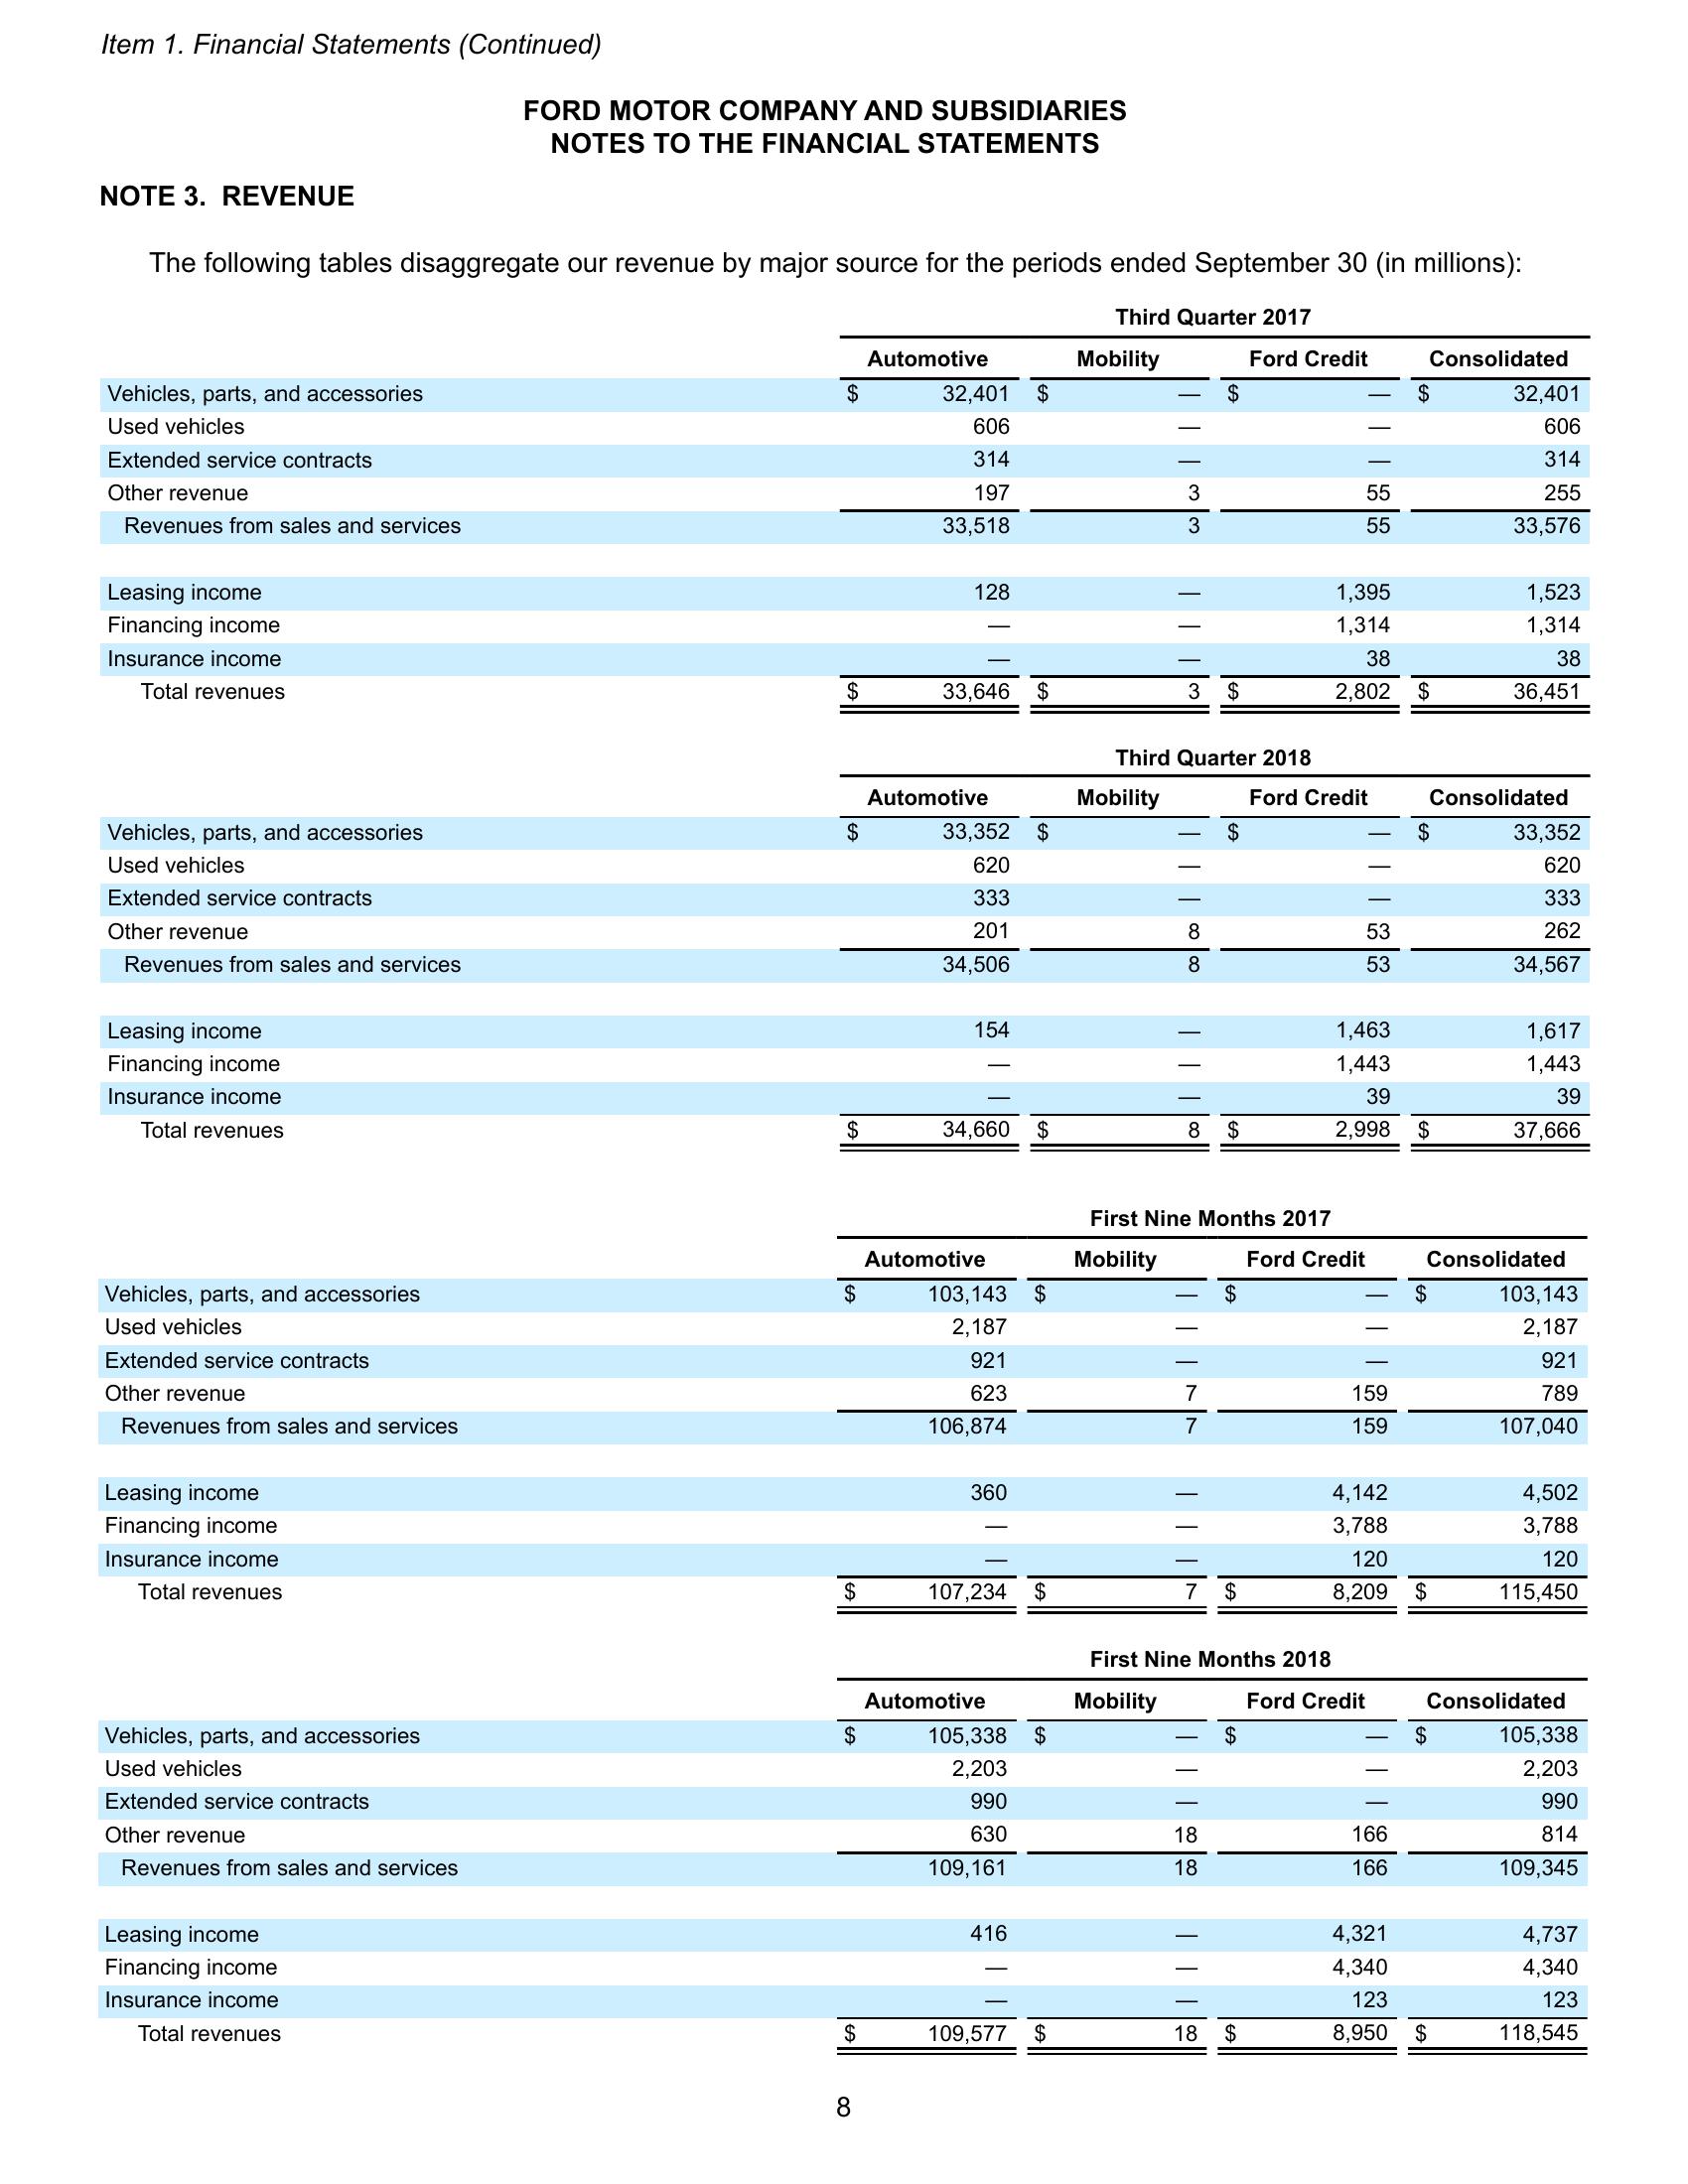 Item 1. Financial Statements (Continued)
FORD MOTOR COMPANY AND SUBSIDIARIES
NOTES TO THE FINANCIAL STATEMENTS
NOTE 3. REVENUE
The following tables disaggregate our revenue by major source for the periods ended September 30 (in millions):
Third Quarter 2017
Automotive Mobility Ford Credit Consolidated
Vehicles, parts, and accessories $ 32,401 $ — $ — $ 32,401
Used vehicles 606 — — 606
Extended service contracts 314 — — 314
Other revenue 197 3 55 255
Revenues from sales and services 33,518 3 55 33,576
Leasing income 128 — 1,395 1,523
Financing income — — 1,314 1,314
Insurance income — — 38 38
Total revenues $ 33,646 $ 3 $ 2,802 $ 36,451
Third Quarter 2018
Automotive Mobility Ford Credit Consolidated
Vehicles, parts, and accessories $ 33,352 $ — $ — $ 33,352
Used vehicles 620 — — 620
Extended service contracts 333 — — 333
Other revenue 201 8 53 262
Revenues from sales and services 34,506 8 53 34,567
Leasing income 154 — 1,463 1,617
Financing income — — 1,443 1,443
Insurance income — — 39 39
Total revenues $ 34,660 $ 8 $ 2,998 $ 37,666
First Nine Months 2017
Automotive Mobility Ford Credit Consolidated
Vehicles, parts, and accessories $ 103,143 $ — $ — $ 103,143
Used vehicles 2,187 — — 2,187
Extended service contracts 921 — — 921
Other revenue 623 7 159 789
Revenues from sales and services 106,874 7 159 107,040
Leasing income 360 — 4,142 4,502
Financing income — — 3,788 3,788
Insurance income — — 120 120
Total revenues $ 107,234 $ 7 $ 8,209 $ 115,450
First Nine Months 2018
Automotive Mobility Ford Credit Consolidated
Vehicles, parts, and accessories $ 105,338 $ — $ — $ 105,338
Used vehicles 2,203 — — 2,203
Extended service contracts 990 — — 990
Other revenue 630 18 166 814
Revenues from sales and services 109,161 18 166 109,345
Leasing income 416 — 4,321 4,737
Financing income — — 4,340 4,340
Insurance income — — 123 123
Total revenues $ 109,577 $ 18 $ 8,950 $ 118,545
8